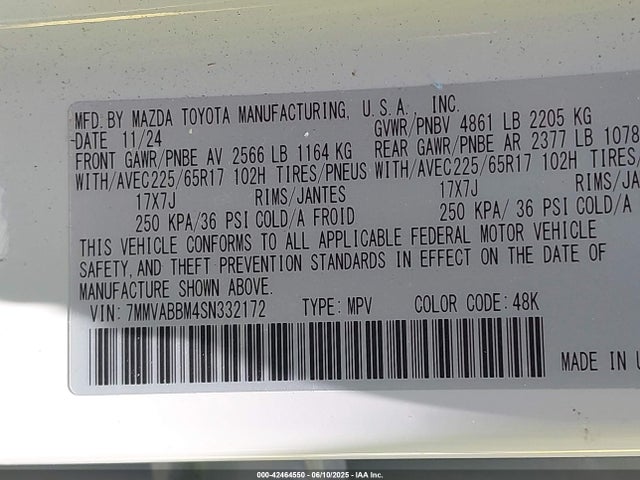 MFD. BY MAZDA TOYOTA MANUFACTURING, U.S.A. INC.
DATE 11/24 GVWR/PNBV 4861 LB 2205 KG
FRONT GAWR/PNBE AV 2566 LB 1164 KG REAR GAWR/PNBE AR 2377 LB 1078
WITH/AVEC225/65R17 102H TIRES/PNEUS WITH/AVEC225/65R17 102H TIRES/
17X7J RIMS/JANTES 17X7J RIMS/JAN
250 KPA/36 PSI COLD/A FROID 250 KPA/ 36 PSI COLD/A
THIS VEHICLE CONFORMS TO ALL APPLICABLE FEDERAL MOTOR VEHICLE
SAFETY, AND THEFT PREVENTION STANDARDS IN EFFECT ON THE DATE OF
MANUFACTURE SHOWN ABOVE.
VIN: 7MMVABBM4SN332172 TYPE: MPV COLOR CODE: 48K
MADE IN U
000-42464550 - 06/10/2025 - IAA Inc.